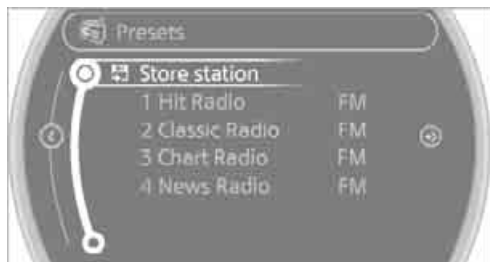 Presets
Store station
1 Hit Radio FM
2 Classic Radio FM
3 Chart Radio FM
4 News Radio FM